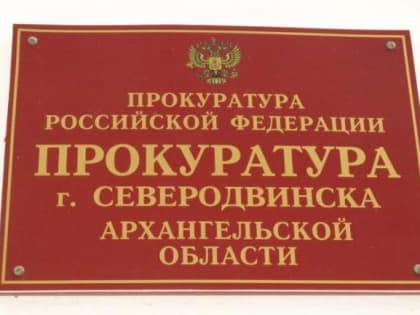 ПРОКУРАТУРА
РОССИЙСКОЙ ФЕДЕРАЦИИ
ПРОКУРАТУРА
г. СЕВЕРОДВИНСКА
АРХАНГЕЛЬСКОЙ
ОБЛАСТИ